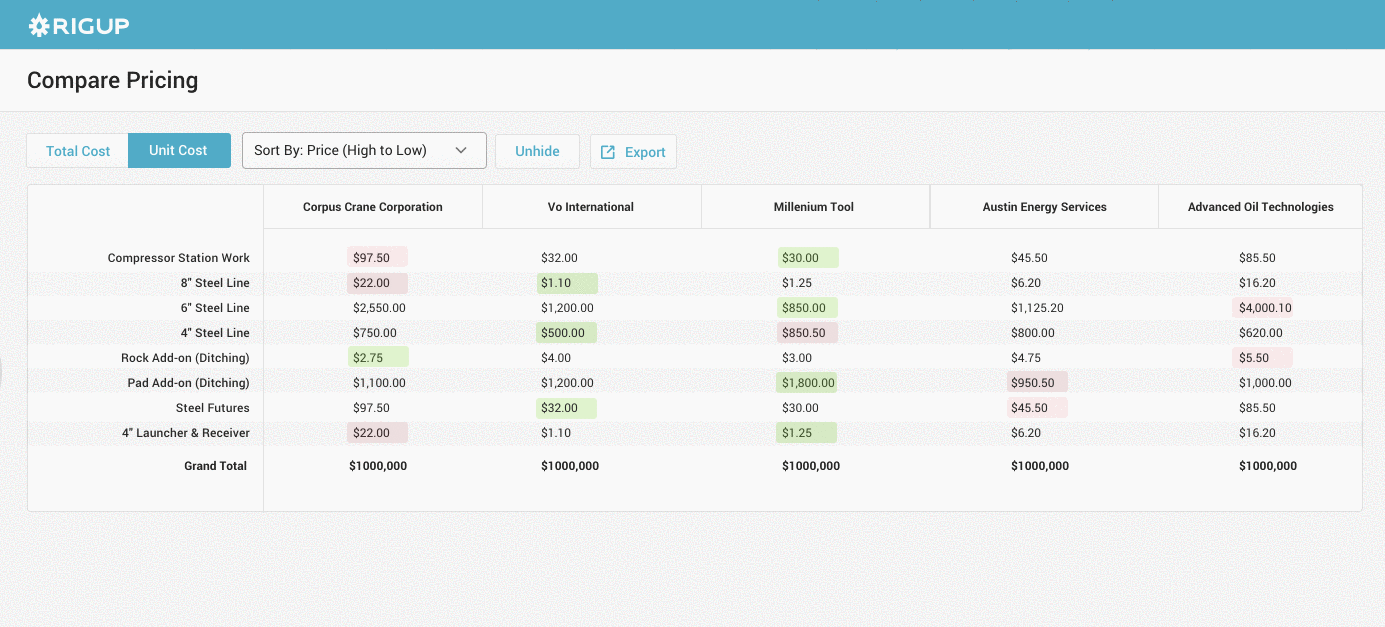 RIGUP
Compare Pricing
Total Cost Unit Cost Sort By: Price (High to Low) Unhide Export
Corpus Crane Corporation Vo International Millenium Tool Austin Energy Services Advanced Oil Technologies
Compressor Station Work $97.50 $32.00 $30.00 $45.50 $85.50
8" Steel Line $22.00 $1.10 $1.25 $6.20 $16.20
6" Steel Line $2,550.00 $1,200.00 $850.00 $1,125.20 $4,000.10
4" Steel Line $750.00 $500.00 $850.50 $800.00 $620.00
Rock Add-on (Ditching) $2.75 $4.00 $3.00 $4.75 $5.50
Pad Add-on (Ditching) $1,100.00 $1,200.00 $1,800.00 $950.50 $1,000.00
Steel Futures $97.50 $32.00 $30.00 $45.50 $85.50
4" Launcher & Receiver $22.00 $1.10 $1.25 $6.20 $16.20
Grand Total $1000,000 $1000,000 $1000,000 $1000,000 $1000,000